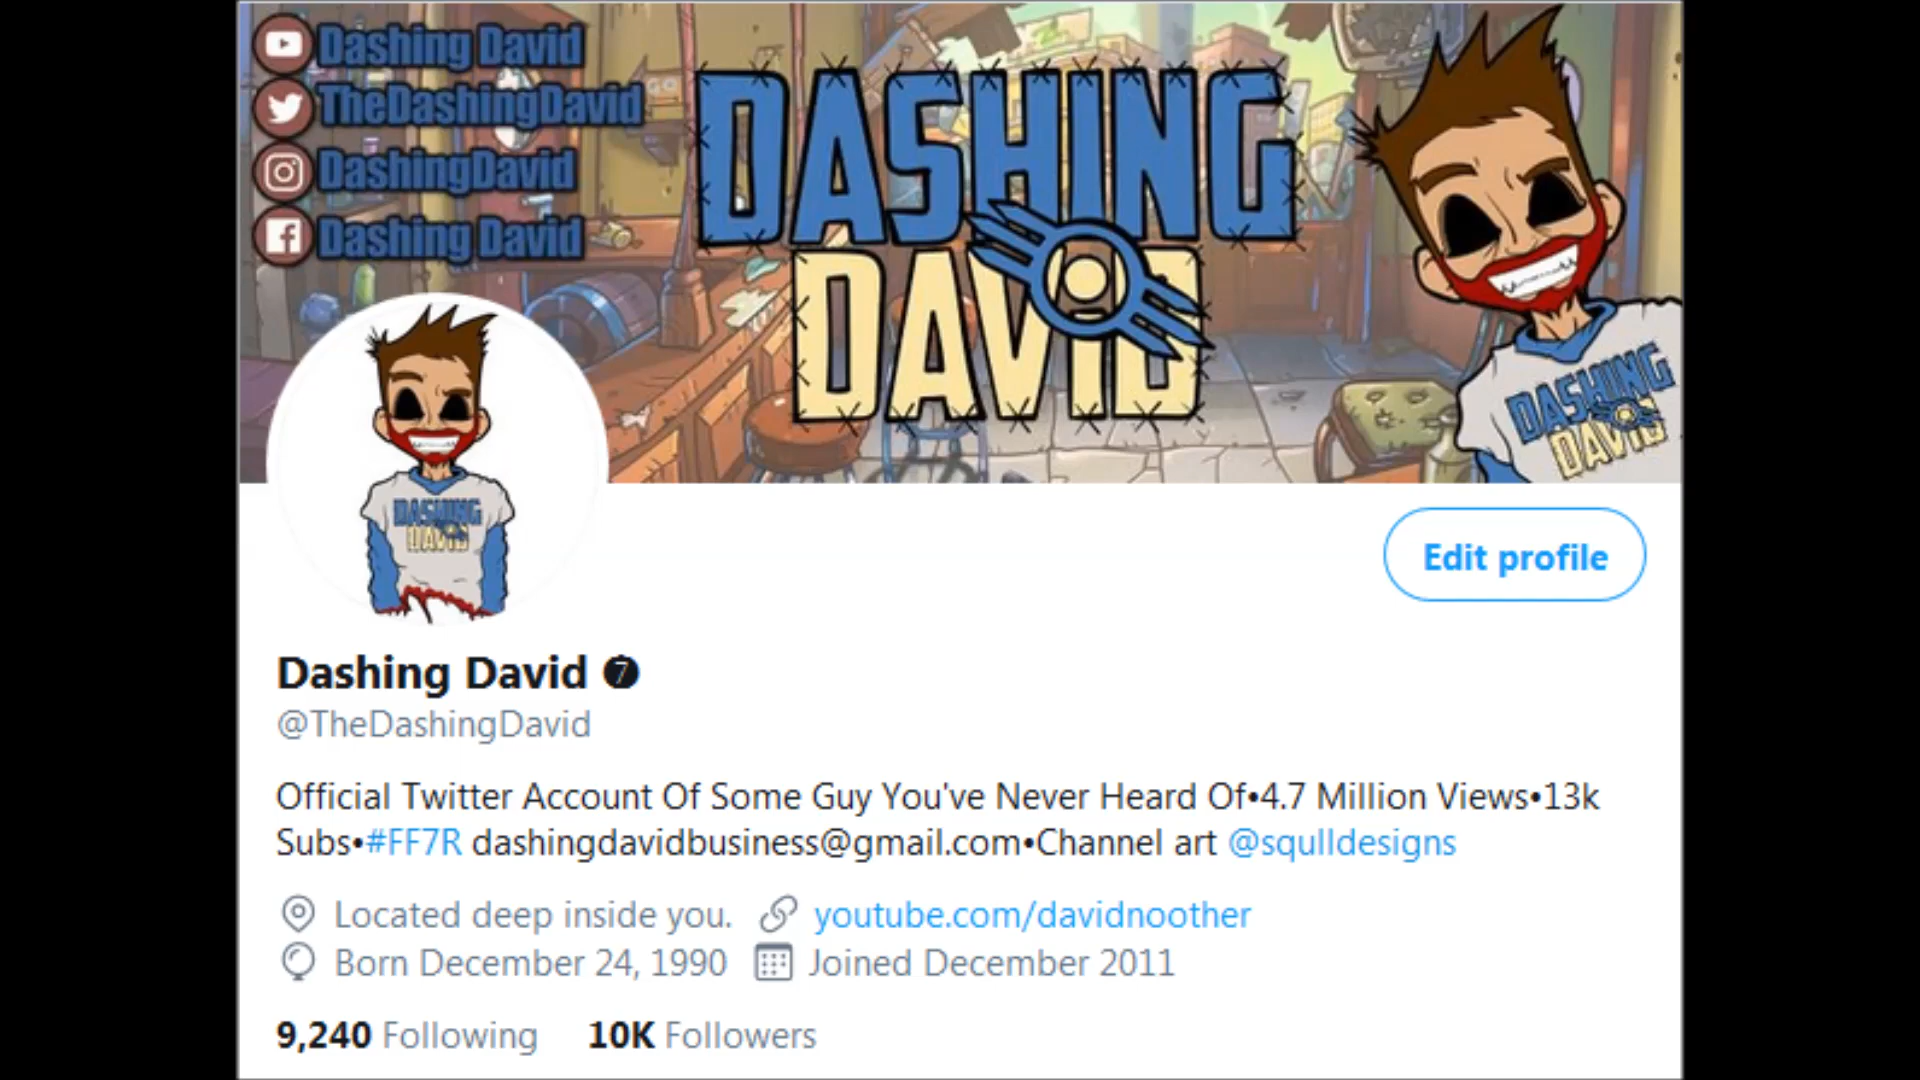 Dashing David
TheDashingDavid
DashingDavid
Dashing David
DASHING
DAVID
DASHING
DAVID
DASHING
DAVID
Edit profile
Dashing David ➐
@TheDashingDavid
Official Twitter Account Of Some Guy You've Never Heard Of•4.7 Million Views•13k
Subs•#FF7R dashingdavidbusiness@gmail.com•Channel art @squlldesigns
Located deep inside you. youtube.com/davidnoother
Born December 24, 1990 Joined December 2011
9,240 Following 10K Followers